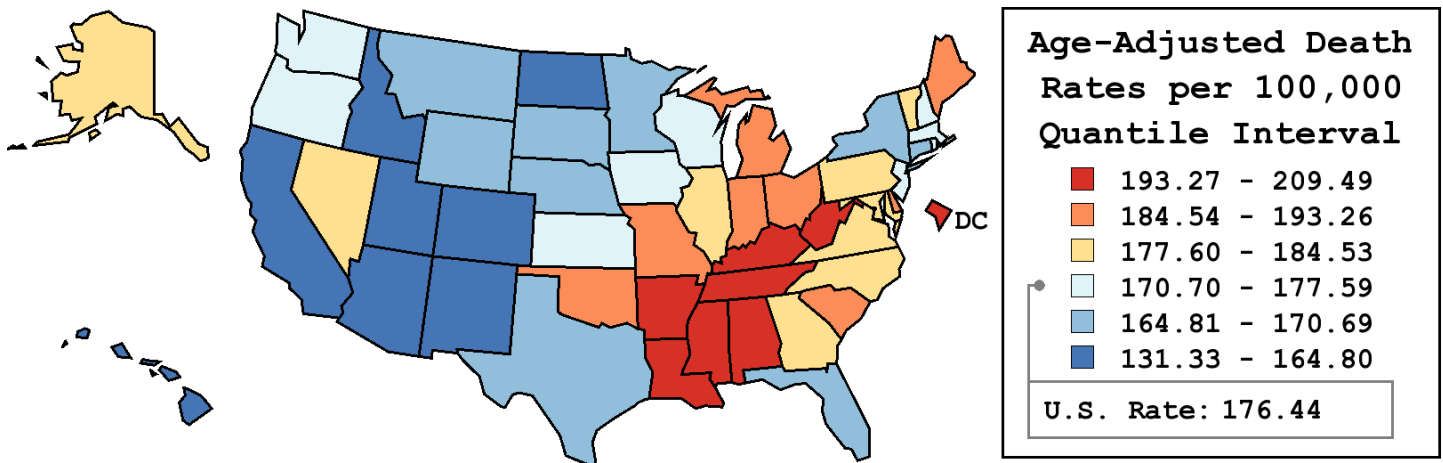 Age-Adjusted Death
Rates per 100,000
Quantile Interval
193.27 - 209.49
184.54 - 193.26
177.60 - 184.53
170.70 - 177.59
164.81 - 170.69
131.33 - 164.80
U.S. Rate: 176.44
DC